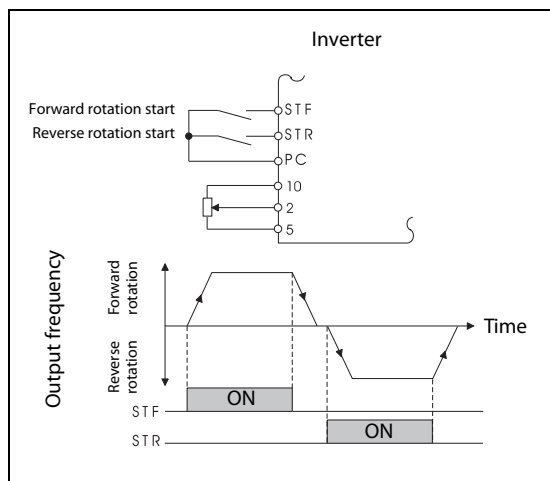 Inverter
Forward rotation start
Reverse rotation start
STF
STR
PC
10
2
5
Output frequency
Forward rotation
Reverse rotation
Time
STF
ON
STR
ON